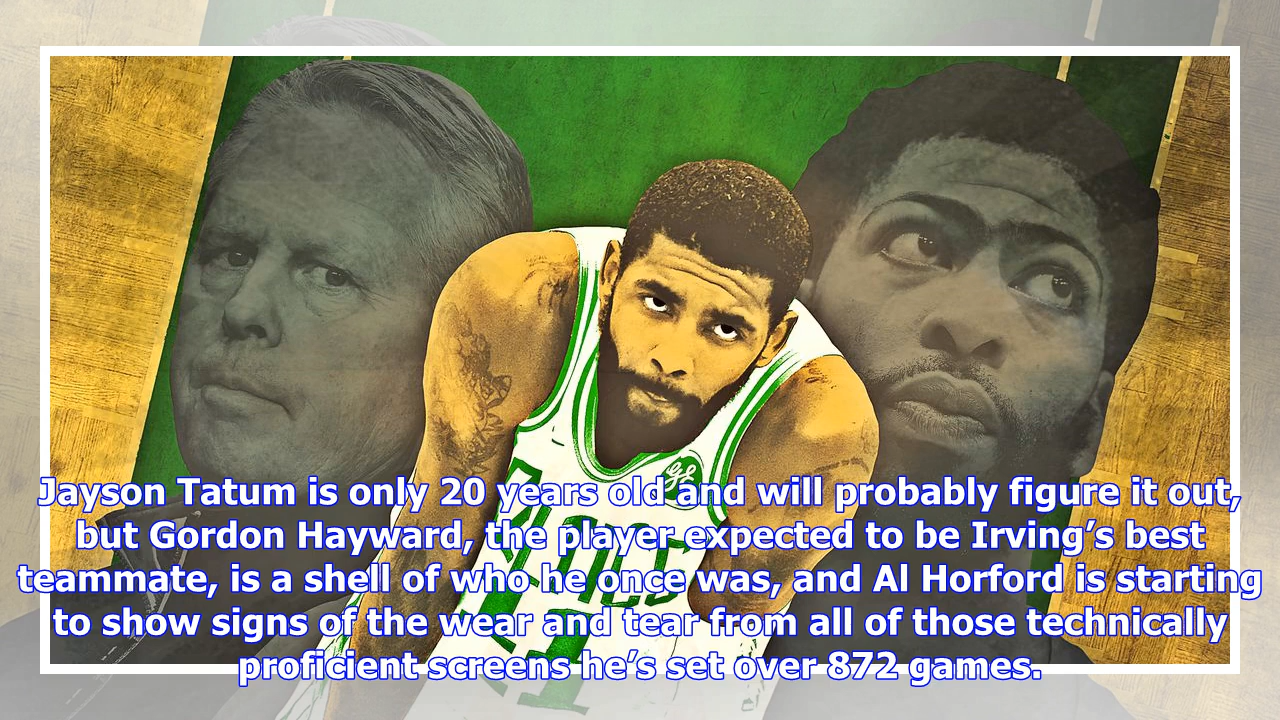 Jayson Tatum is only 20 years old and will probably figure it out,
but Gordon Hayward, the player expected to be Irving’s best
teammate, is a shell of who he once was, and Al Horford is starting
to show signs of the wear and tear from all of those technically
proficient screens he’s set over 872 games.